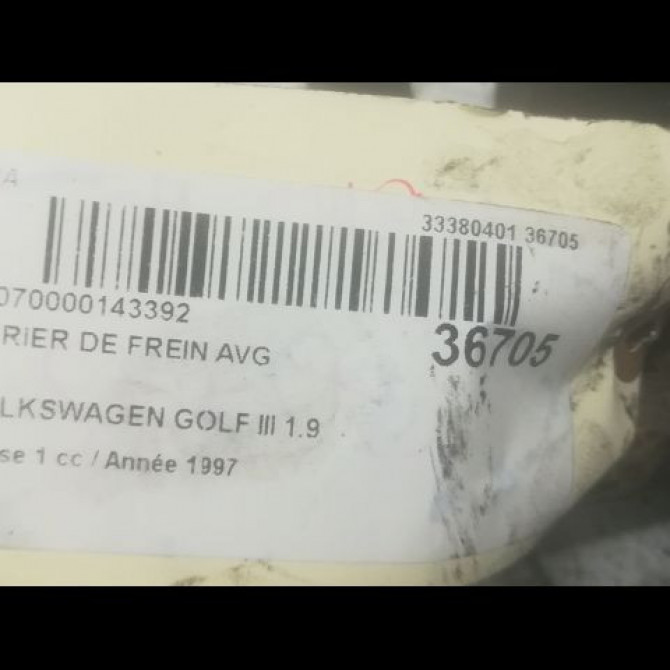 A
33380401 36705
070000143392
36705
RIER DE FREIN AVG
LKSWAGEN GOLF III 1.9
se 1 cc / Année 1997